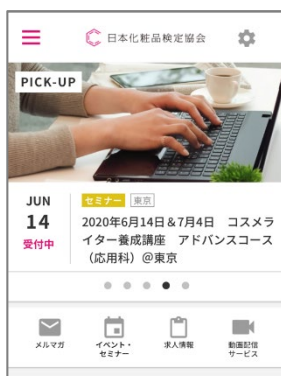 日本化粧品検定協会
PICK-UP
JUN
14
受付中
セミナー 東京
2020年6月14日&7月4日 コスメラ
イター養成講座 アドバンスコース
（応用科）@東京
メルマガ
イベント・
セミナー
求人情報
動画配信
サービス